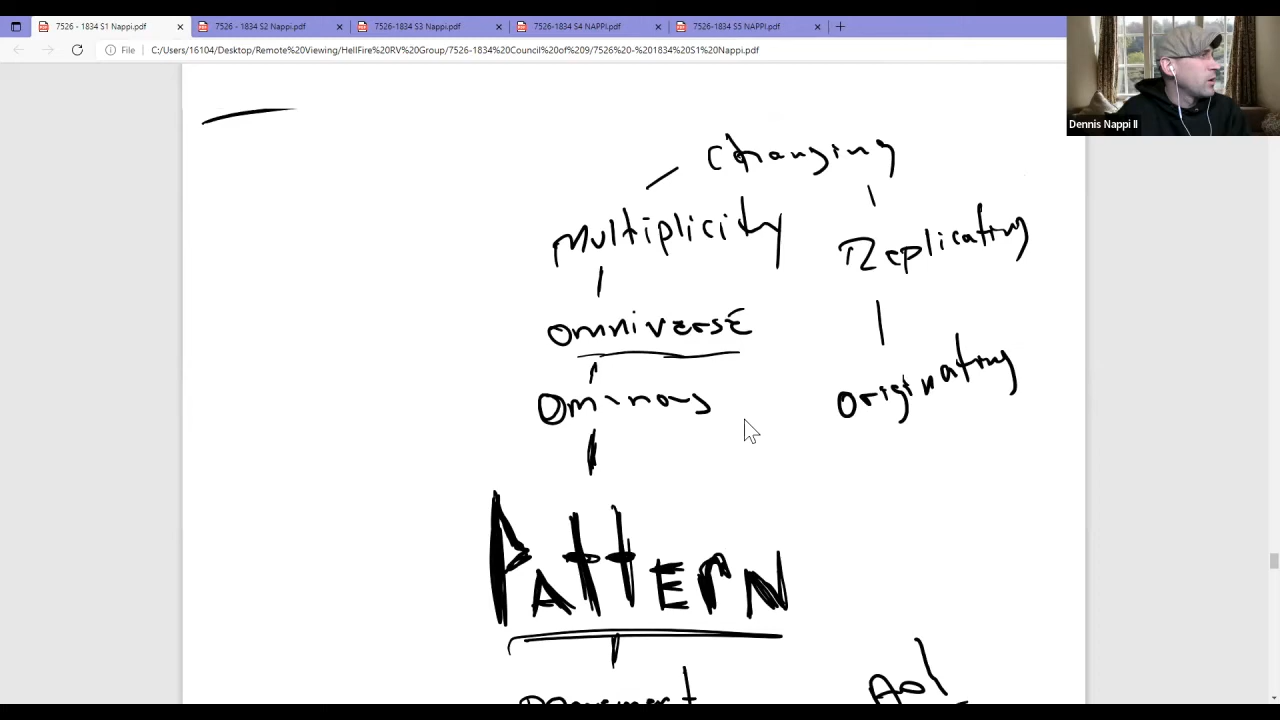 7526 - 1834 S1 Nappi.pdf
7526 - 1834 S2 Nappi.pdf
7526-1834 S3 Nappi.pdf
7526-1834 S4 NAPPI.pdf
7526-1834 S5 NAPPI.pdf
File
C:/Users/16104/Desktop/Remote%20Viewing/HellFire%20RV%20Group/7526-1834%20Council%20of%209/7526%20-%201834%20S1%20Nappi.pdf
Dennis Nappi II
Changing
Multiplicity
Replicating
OmniversE
Originating
Ominous
PAttErN
Aol